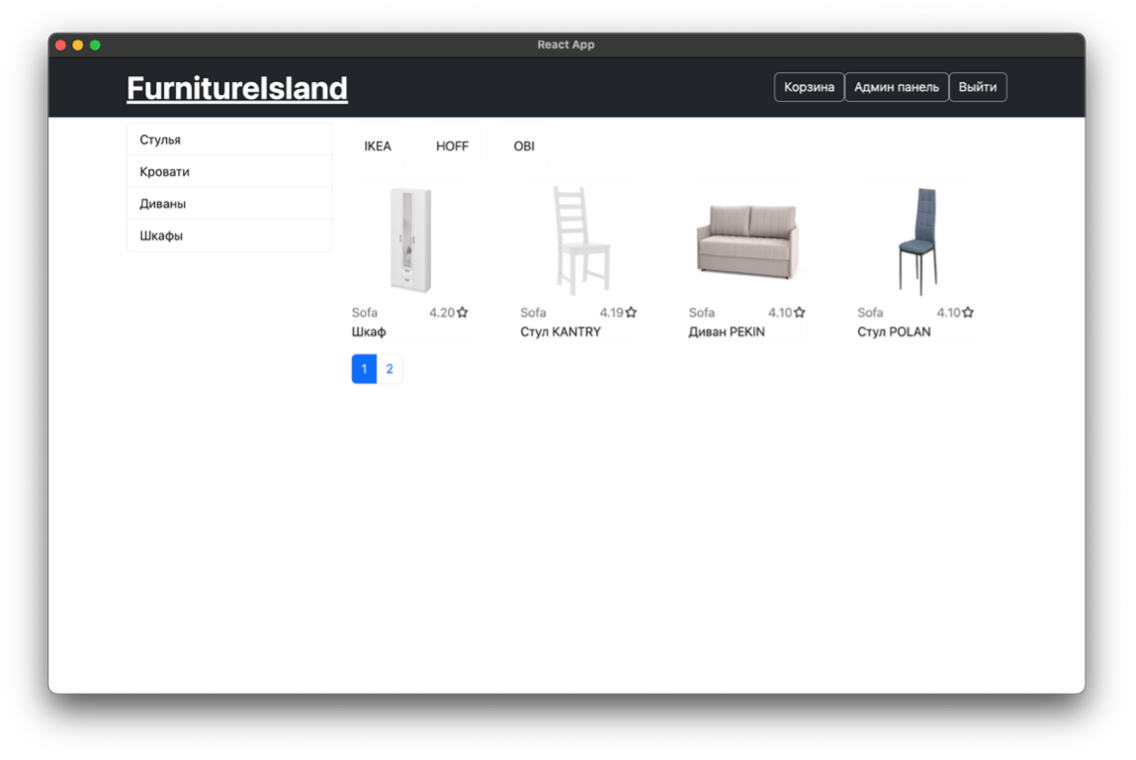 React App
FurnitureIsland
Корзина Админ панель Выйти
Стулья
Кровати
Диваны
Шкафы
IKEA HOFF OBI
Sofa 4.20 Sofa 4.19 Sofa 4.10 Sofa 4.10
Шкаф Стул KANTRY Диван PEKIN Стул POLAN
1 2